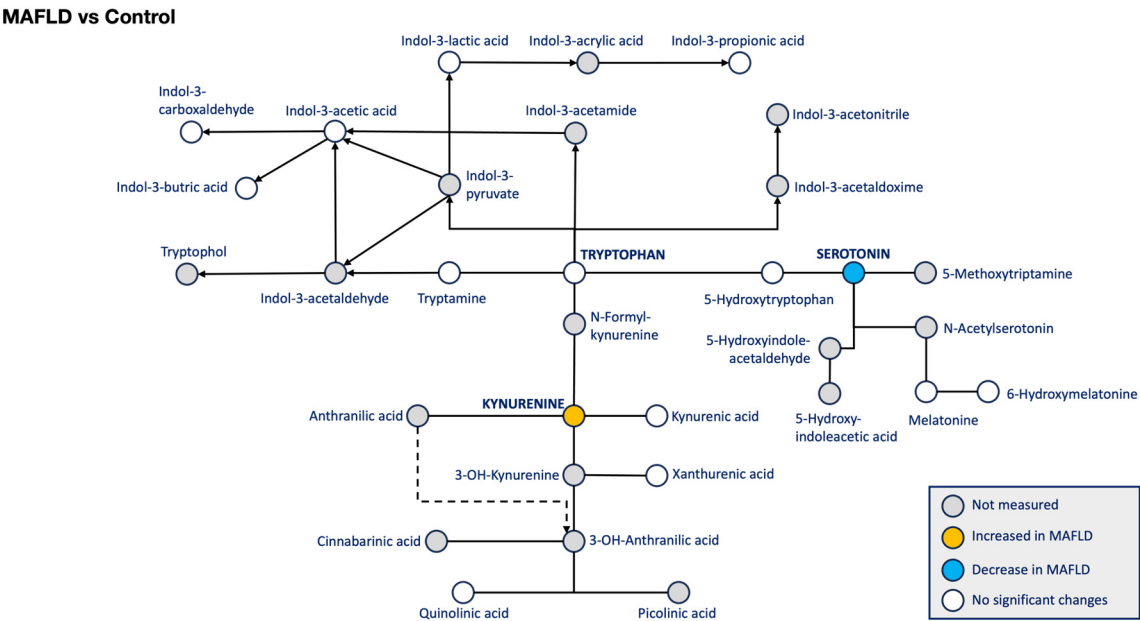 MAFLD vs Control
Indol-3-lactic acid
Indol-3-acrylic acid
Indol-3-propionic acid
Indol-3-
carboxaldehyde
Indol-3-acetic acid
Indol-3-acetamide
Indol-3-acetonitrile
Indol-3-butric acid
Indol-3-
pyruvate
Indol-3-acetaldoxime
Tryptophol
TRYPTOPHAN
SEROTONIN
5-Methoxytriptamine
Indol-3-acetaldehyde
Tryptamine
5-Hydroxytryptophan
N-Formyl-
kynurenine
5-Hydroxyindole-
acetaldehyde
N-Acetylserotonin
KYNURENINE
Anthranilic acid
Kynurenic acid
5-Hydroxy-
indoleacetic acid
Melatonine
6-Hydroxymelatonine
3-OH-Kynurenine
Xanthurenic acid
Cinnabarinic acid
3-OH-Anthranilic acid
Quinolinic acid
Picolinic acid
Not measured
Increased in MAFLD
Decrease in MAFLD
No significant changes